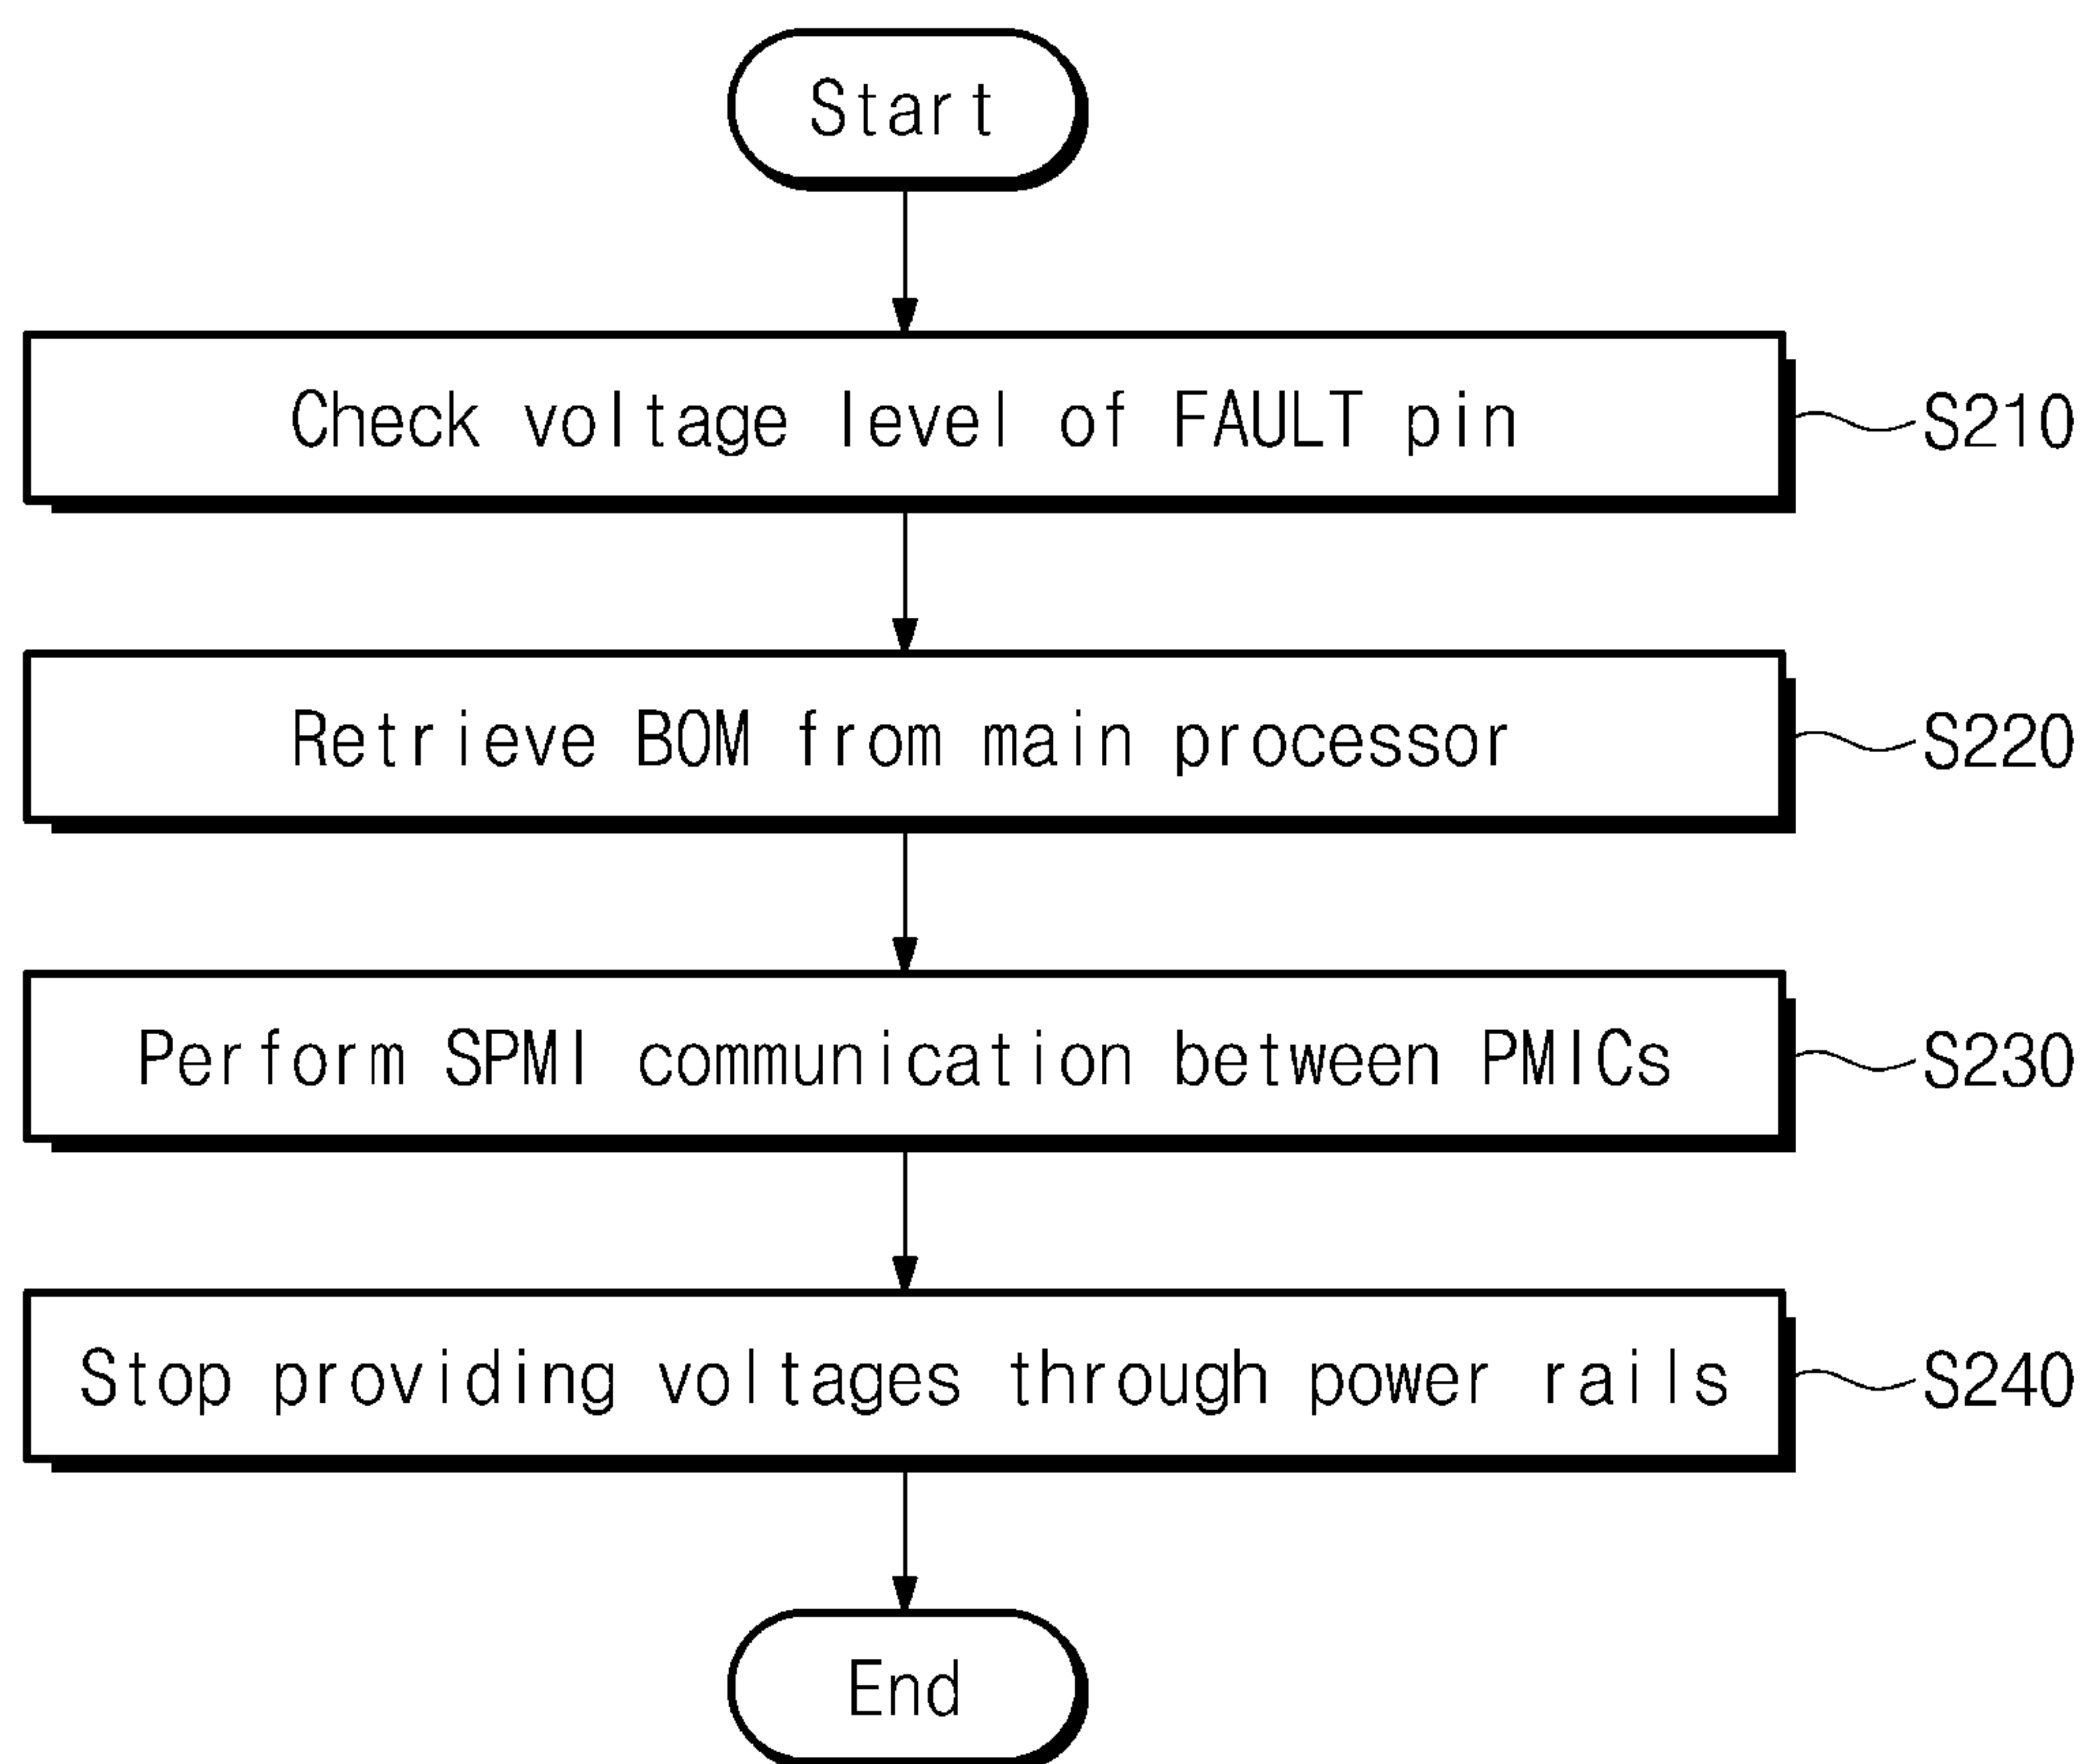 Start
Check voltage level of FAULT pin
S210
Retrieve BOM from main processor
S220
Perform SPMI communication between PMICs
S230
Stop providing voltages through power rails
S240
End